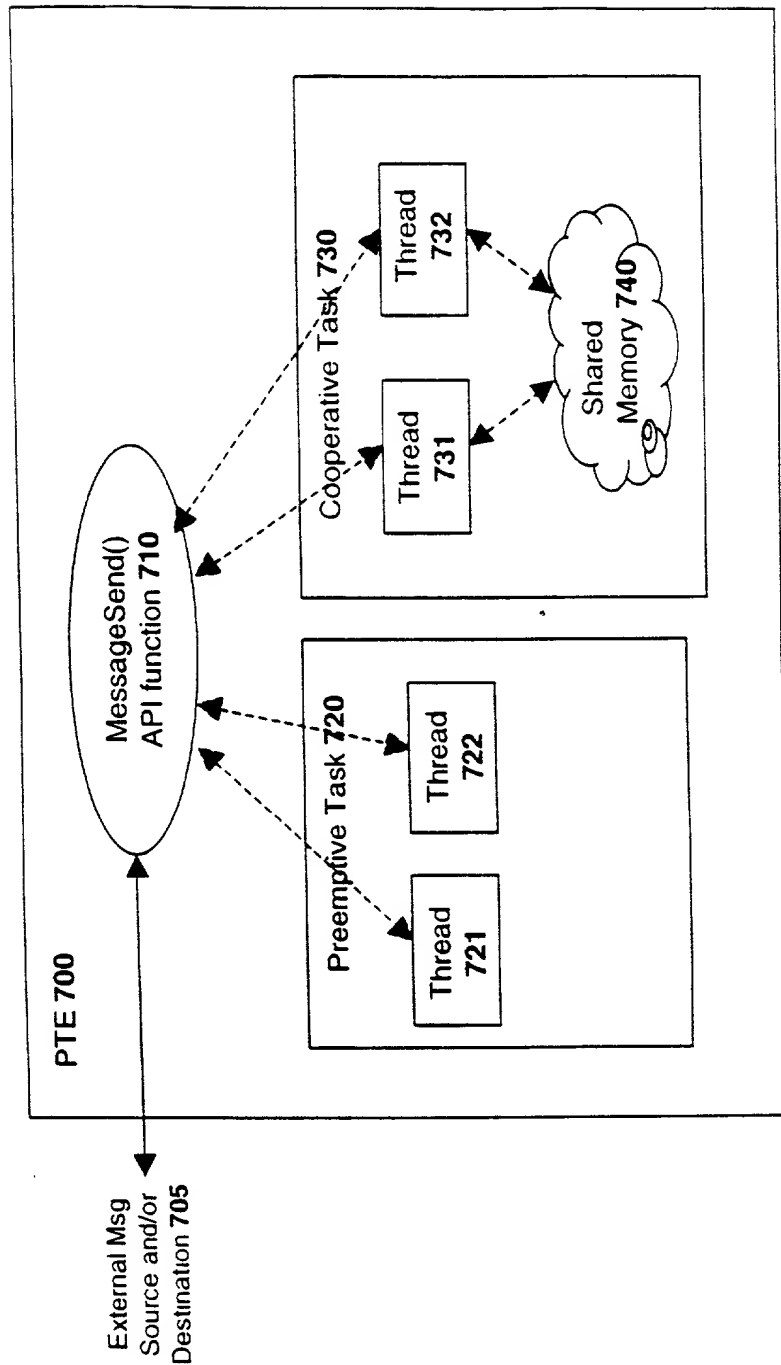 External Msg
Source and/or
Destination 705
PTE 700
MessageSend()
API function 710
Preemptive Task 720
Thread
721
Thread
722
Cooperative Task 730
Thread
731
Thread
732
Shared
Memory 740